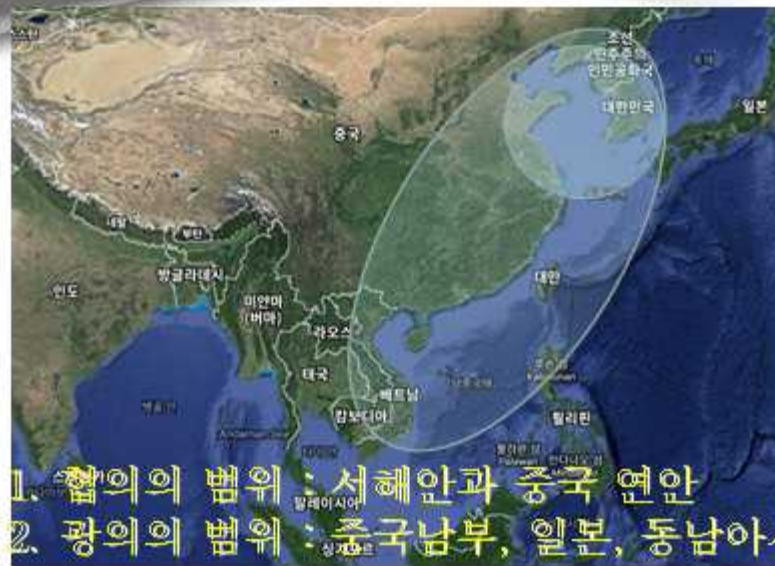 조선
민주주의
인민공화국
대한민국
일본
중국
네팔
부탄
방글라데시
인도
미얀마
(버마)
라오스
대만
태국
베트남
캄보디아
필리핀
말레이시아
1. 협의의 범위 : 서해안과 중국 연안
2. 광의의 범위 : 중국남부, 일본, 동남아